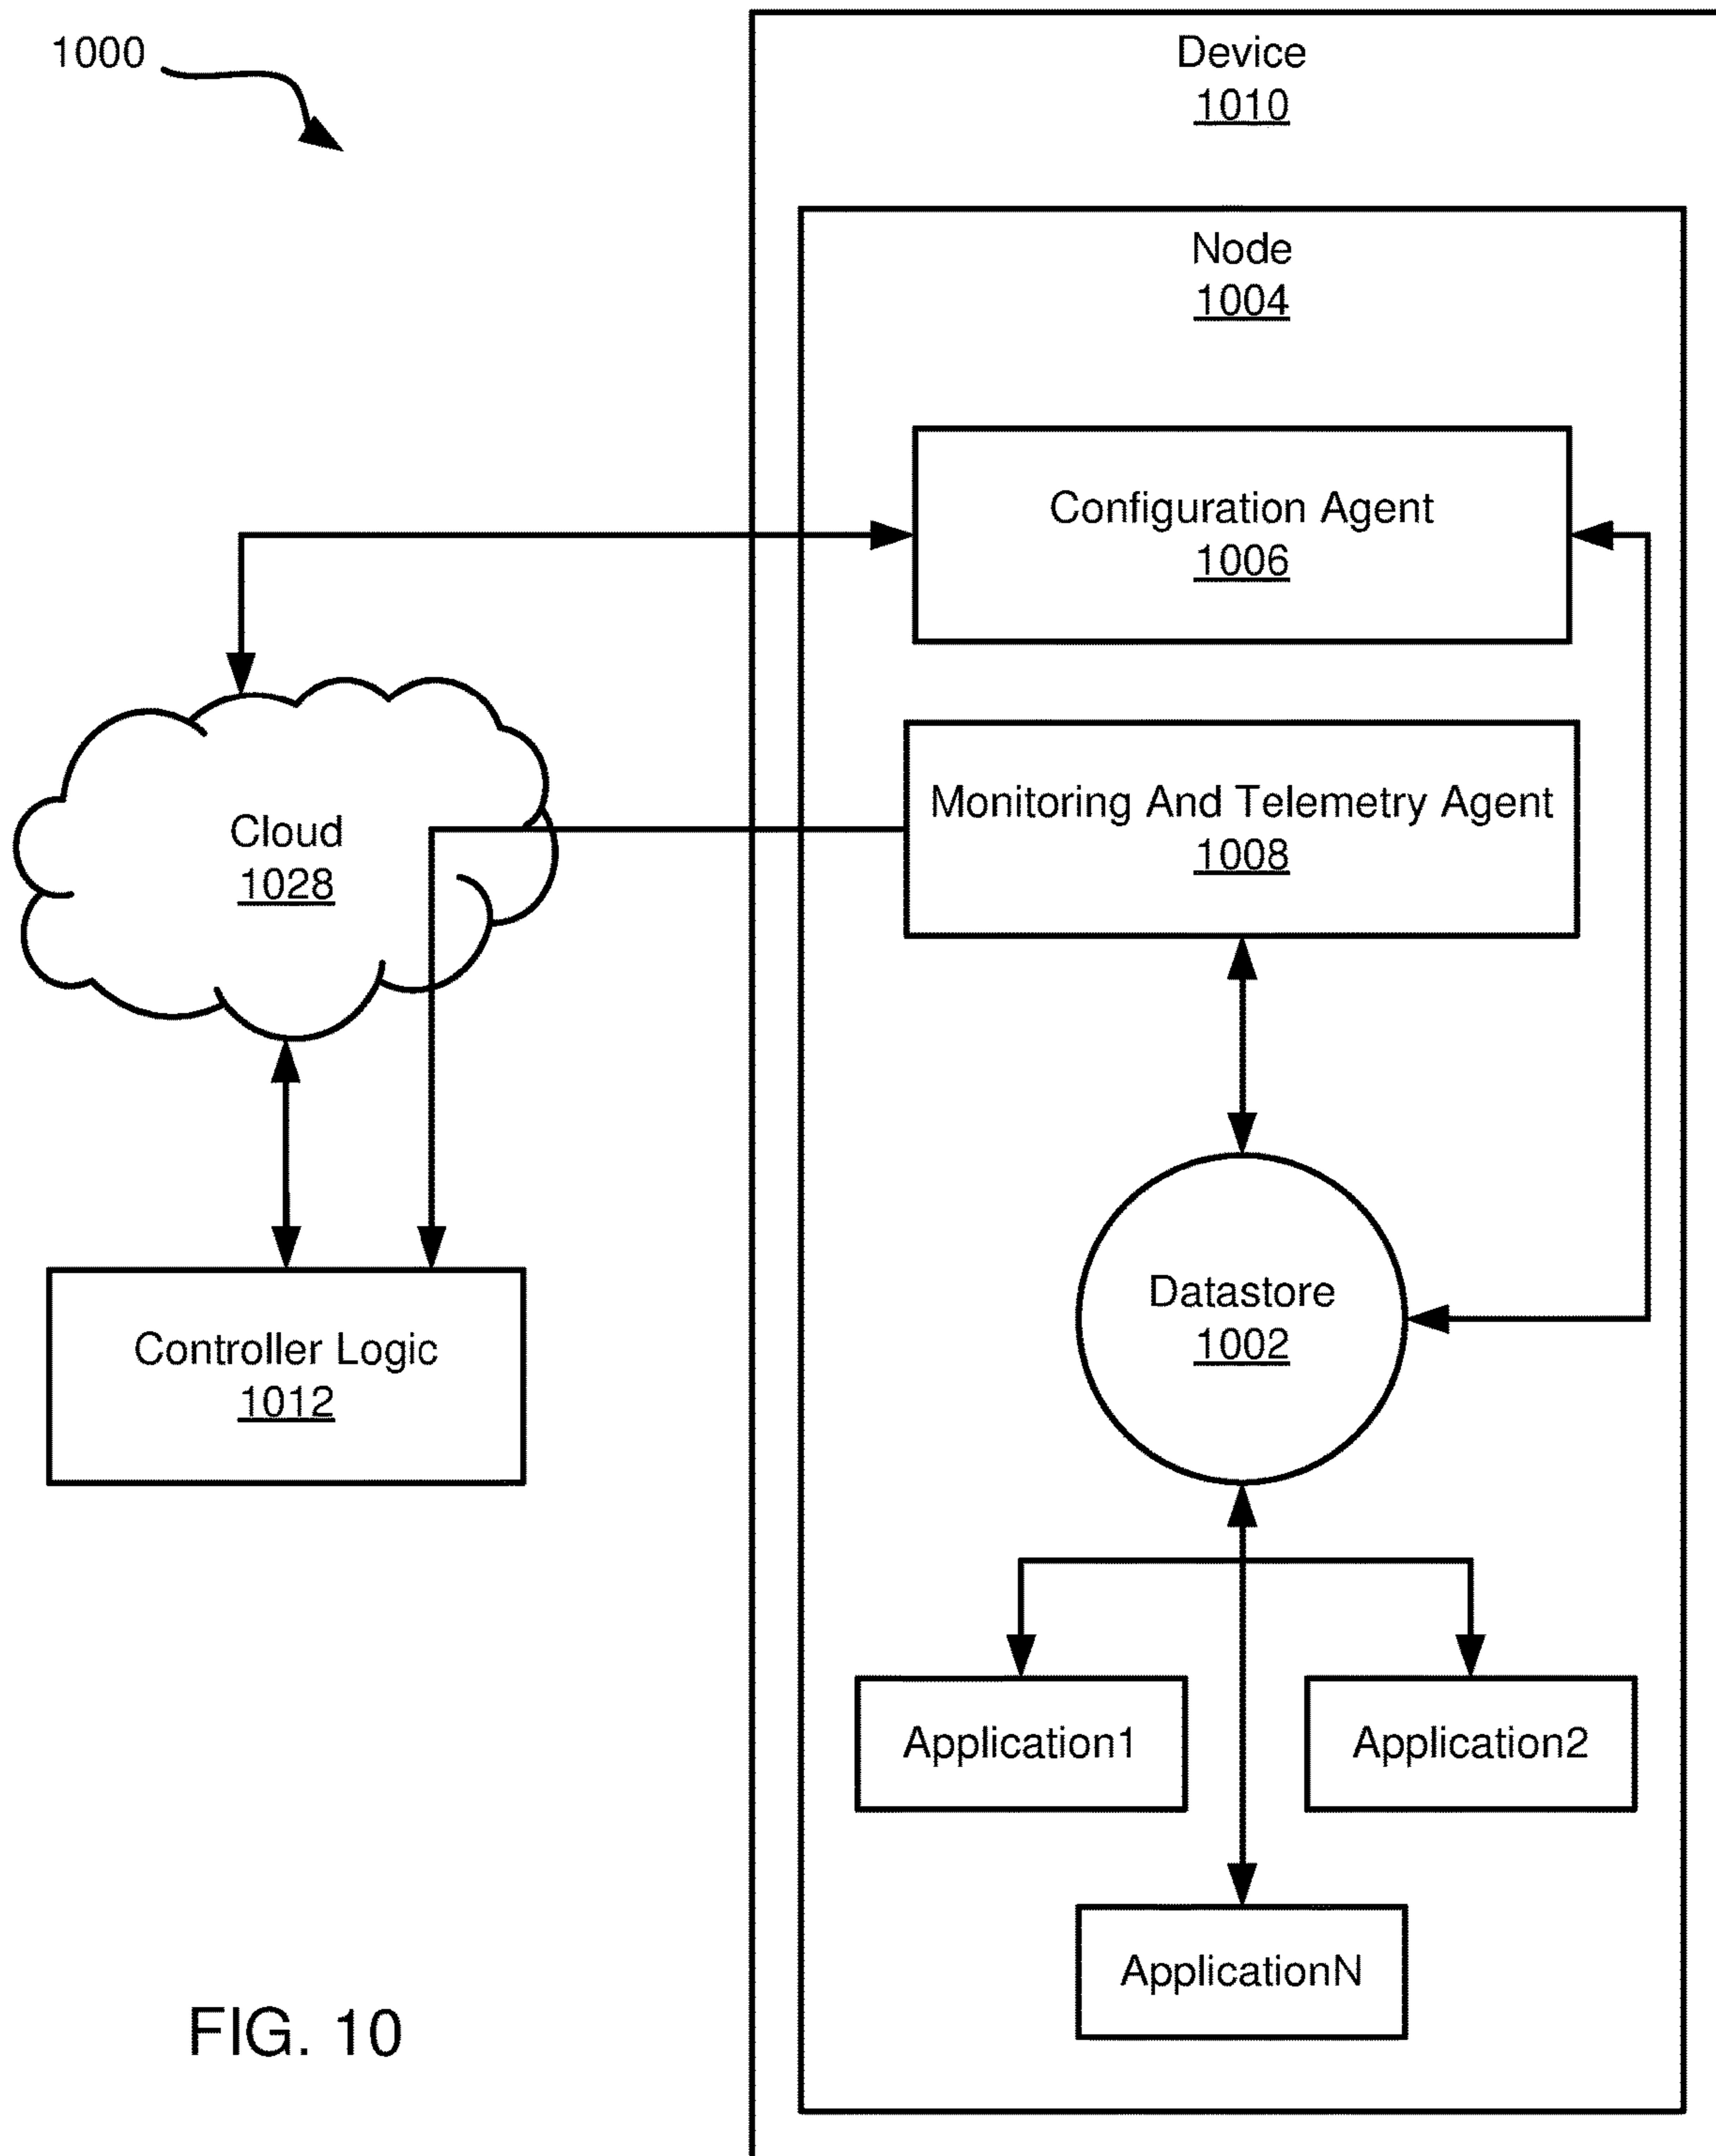 1000
Device
1010
Node
1004
Configuration Agent
1006
Monitoring And Telemetry Agent
1008
Cloud
1028
Datastore
1002
Controller Logic
1012
Application1
Application2
ApplicationN
FIG. 10